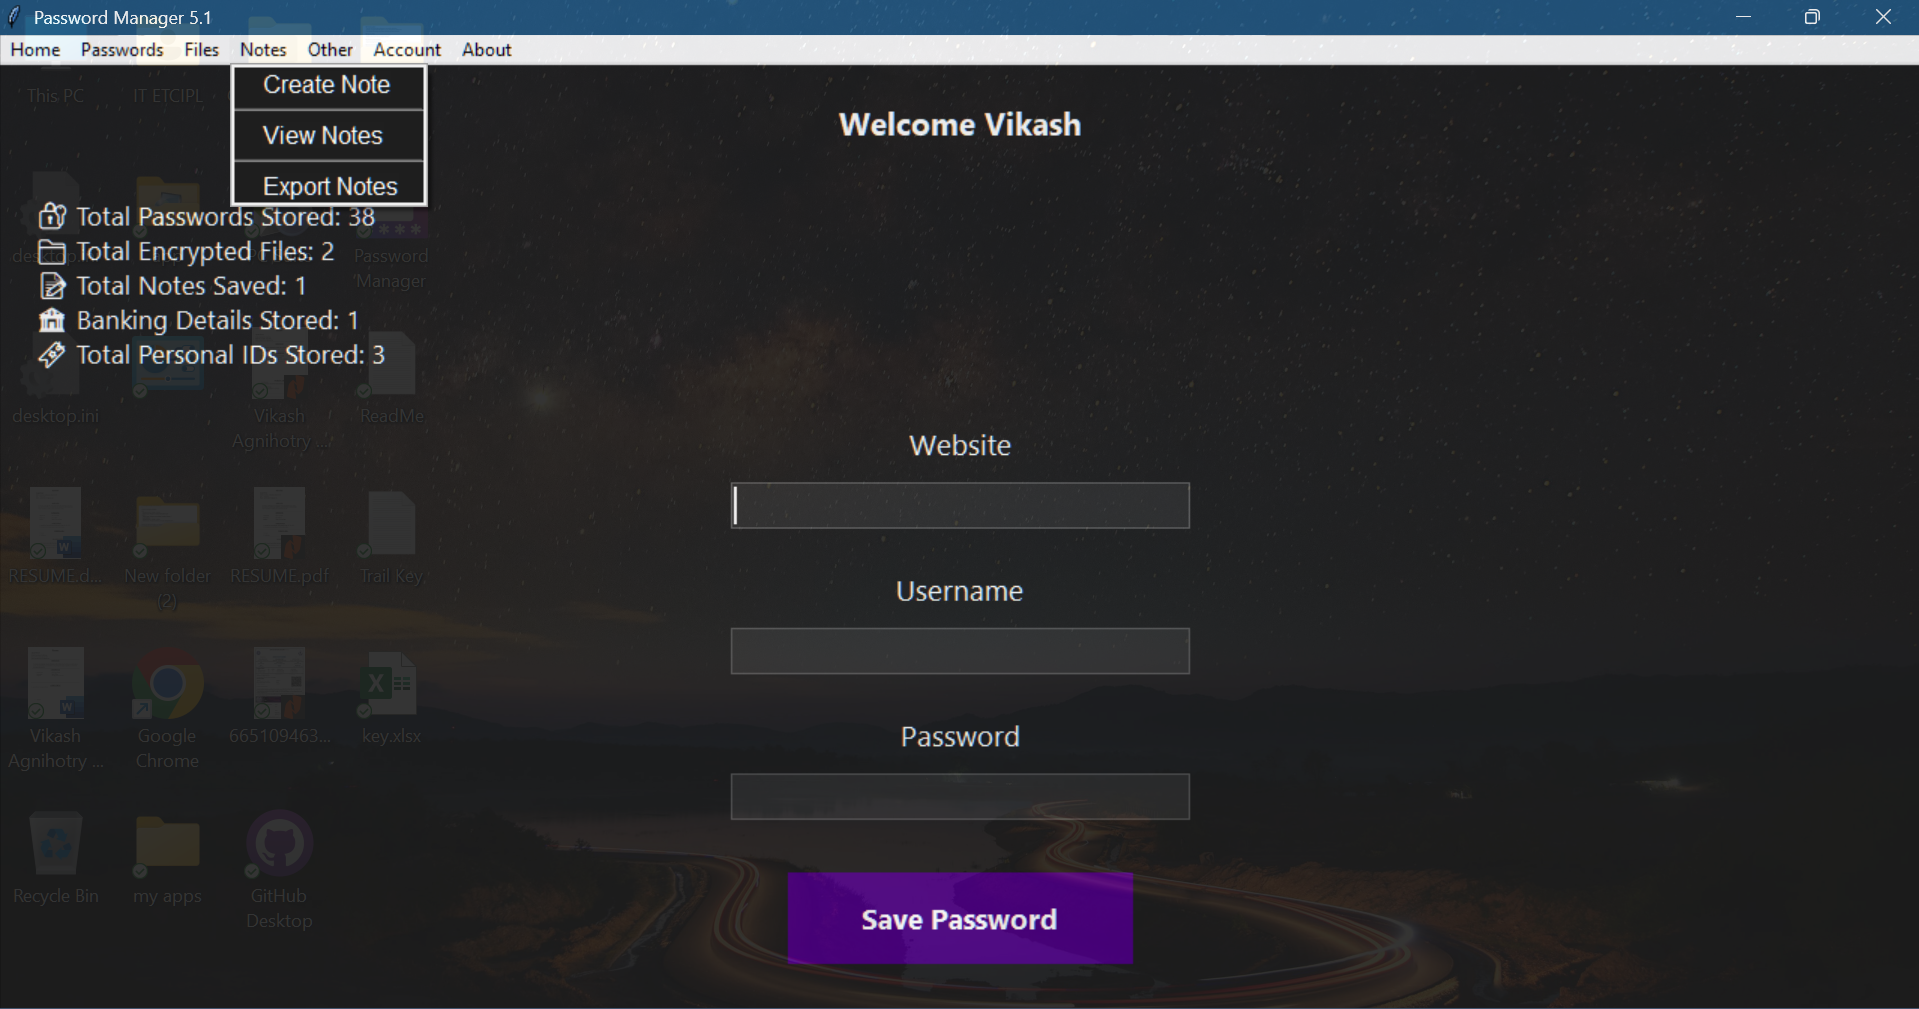 Password Manager 5.1
Home Passwords Files Notes Other Account About
This PC
IT ETCIPL
Create Note
View Notes
Export Notes
Welcome Vikash
Total Passwords Stored: 38
Total Encrypted Files: 2
Total Notes Saved: 1
Banking Details Stored: 1
Total Personal IDs Stored: 3
Password
Manager
desktop.ini
Vikash
Agnihotry ...
ReadMe
Website
Username
Password
Save Password
RESUME.d...
New folder
(2)
RESUME.pdf
Trail Key
Vikash
Agnihotry ...
Google
Chrome
665109463...
key.xlsx
Recycle Bin
my apps
GitHub
Desktop